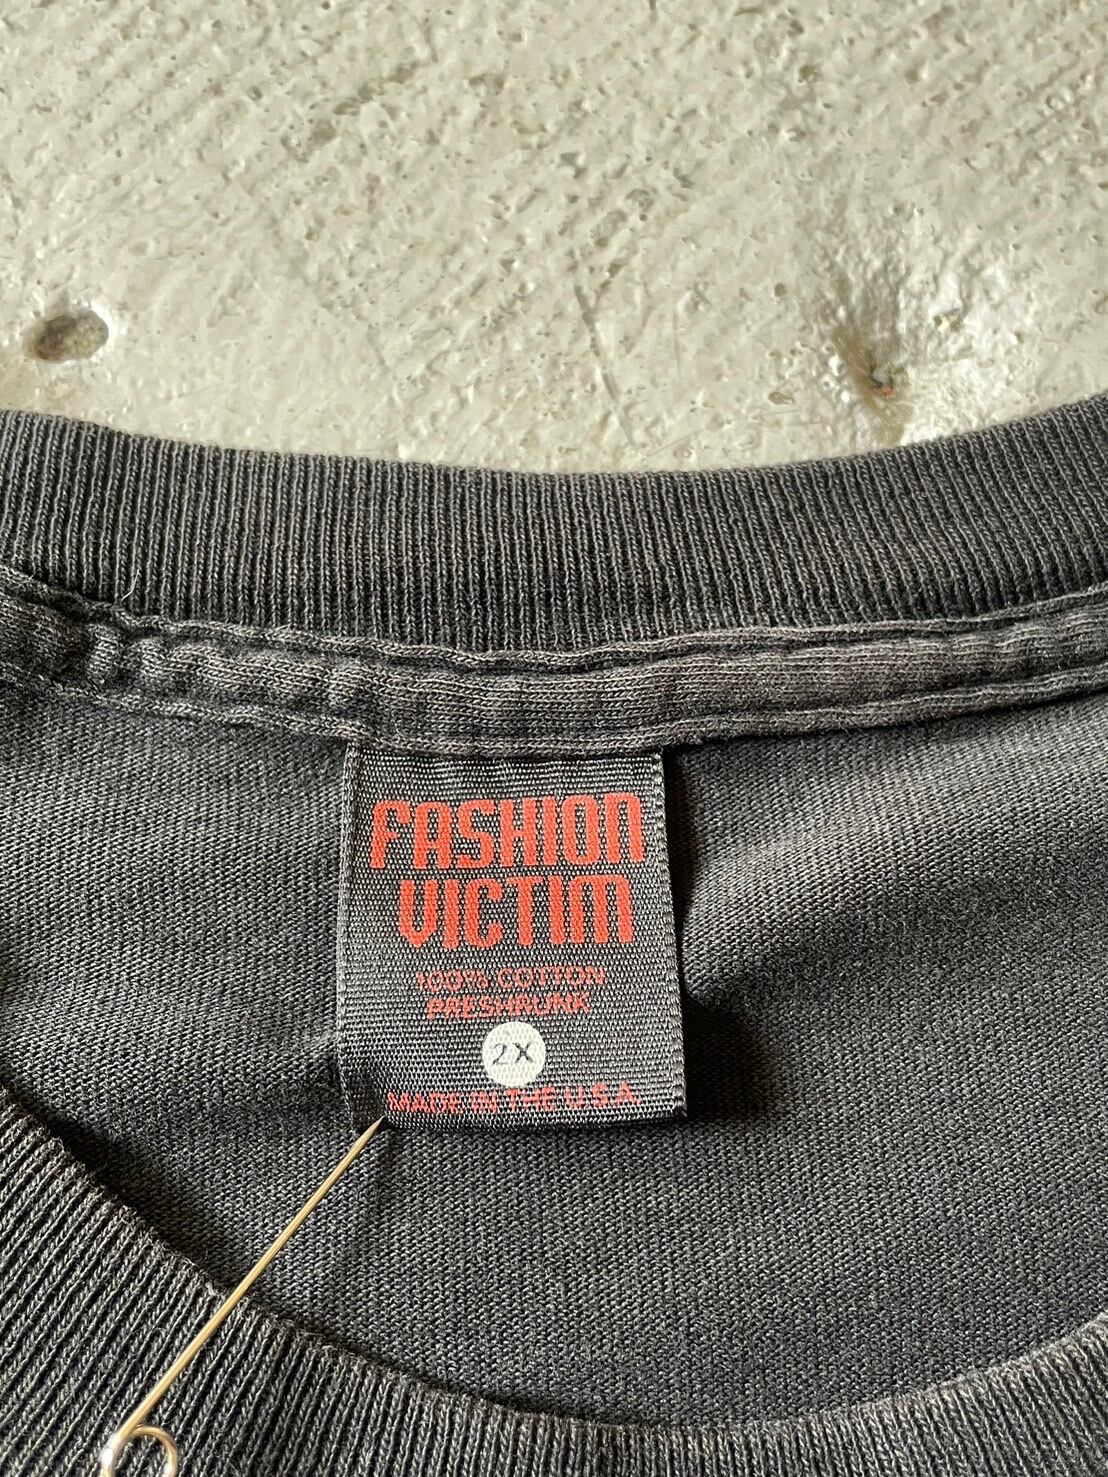 FASHION
VICTIM
100% COTTON
PRESHRUNK
2X
MADE IN THE U.S.A